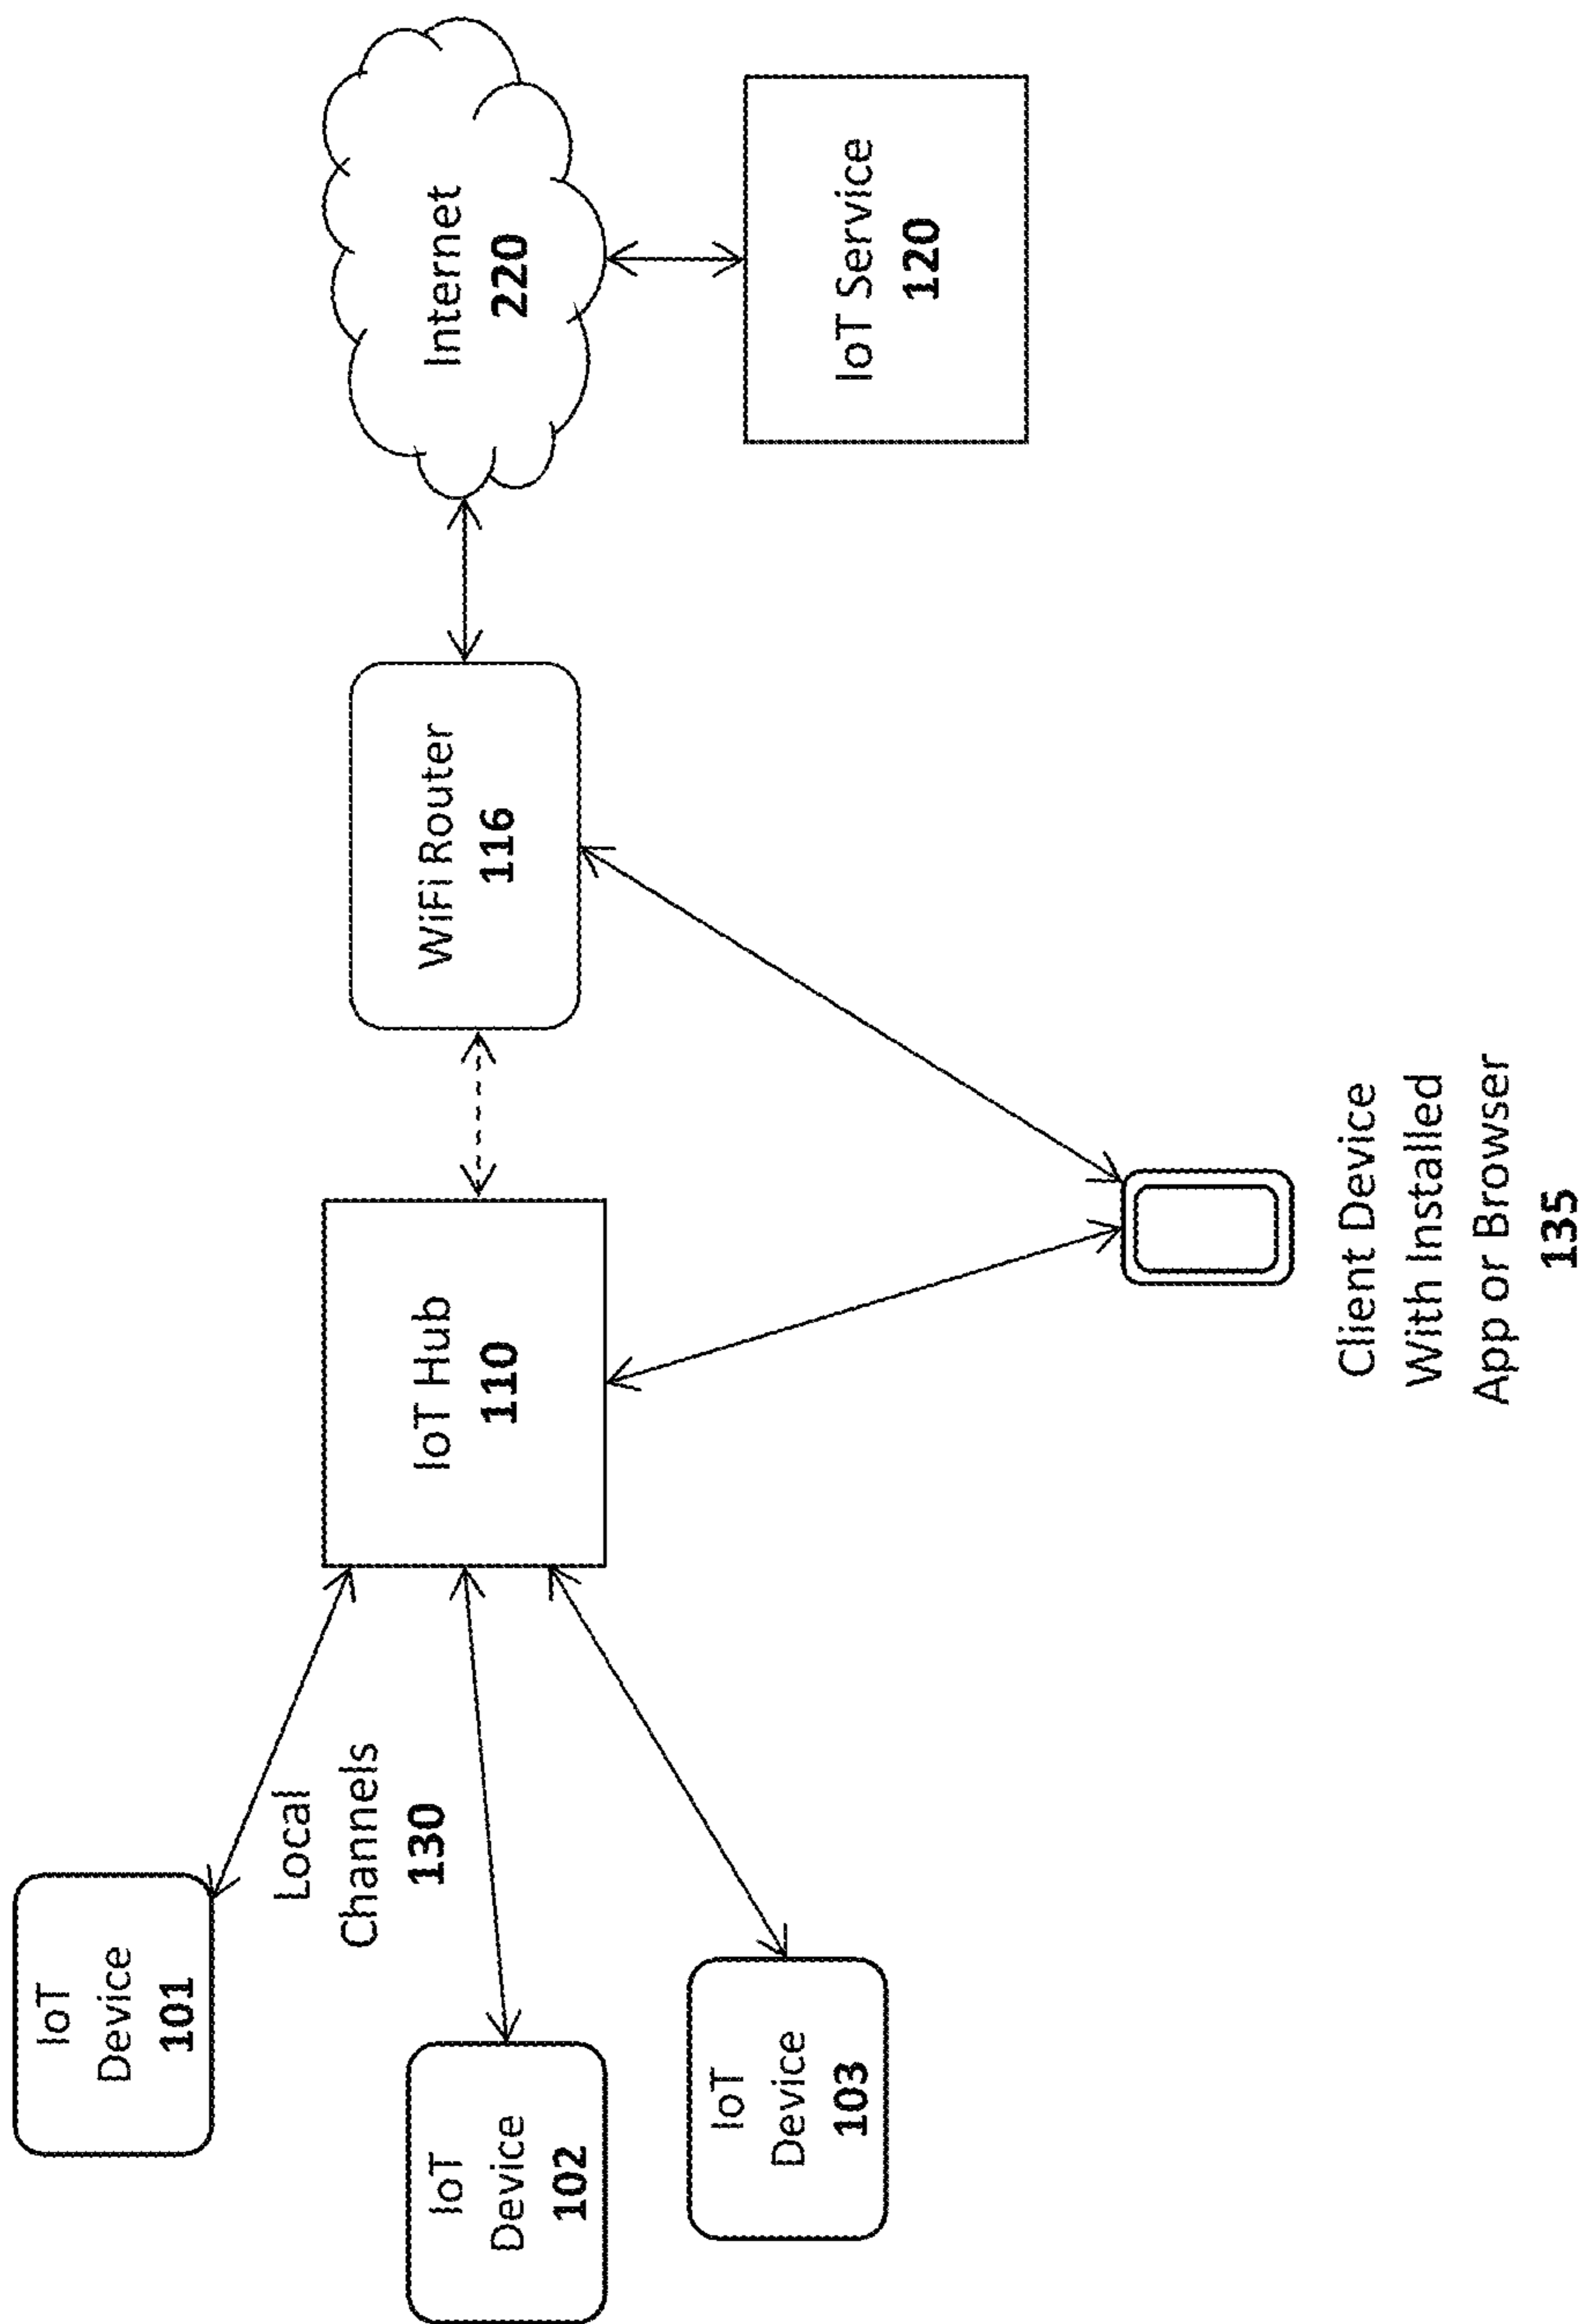 IoT
Device
101
IoT
Device
102
IoT
Device
103
Local
Channels
130
IoT Hub
110
WiFi Router
116
Internet
220
IoT Service
120
Client Device
With Installed
App or Browser
135